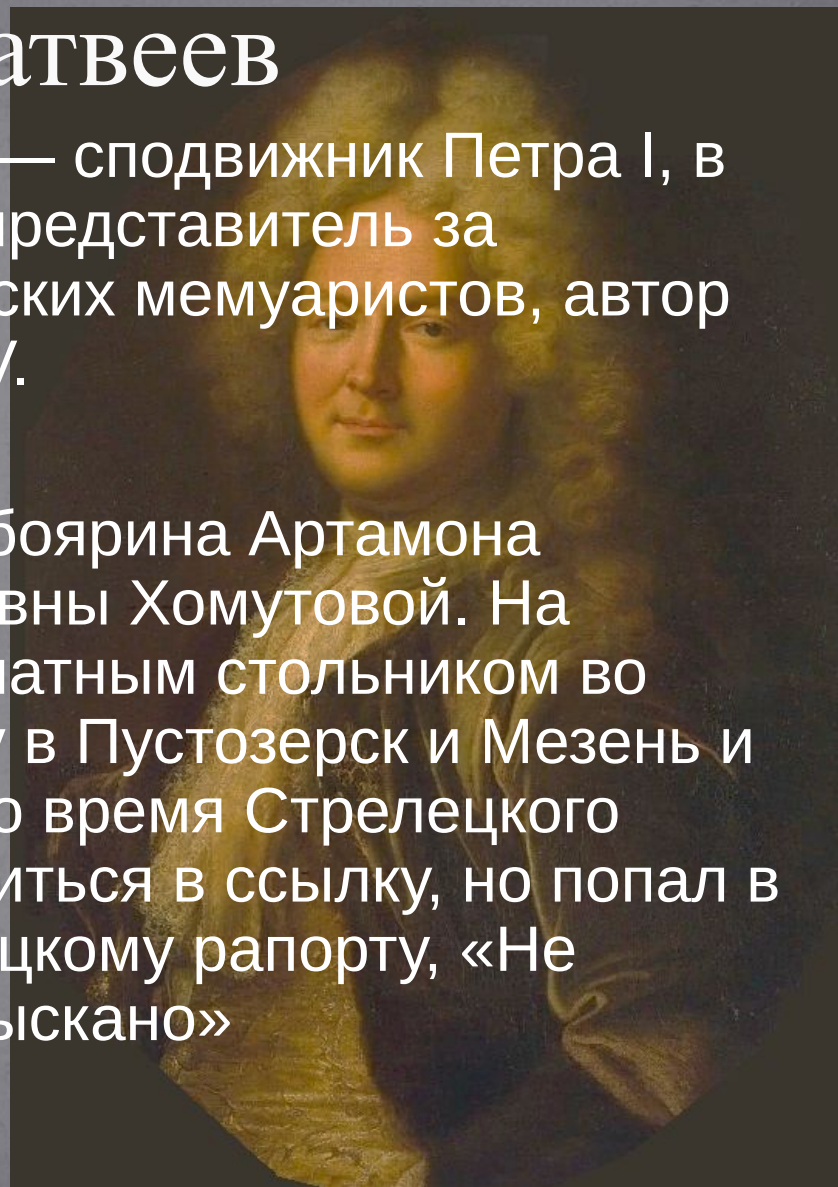 атвеев
— сподвижник Петра I, в
представитель за
ских мемуаристов, автор
V.
боярина Артамона
вны Хомутовой. На
натным стольником во
у в Пустозерск и Мезень и
о время Стрелецкого
иться в ссылку, но попал в
цкому рапорту, «Не
ыскано»